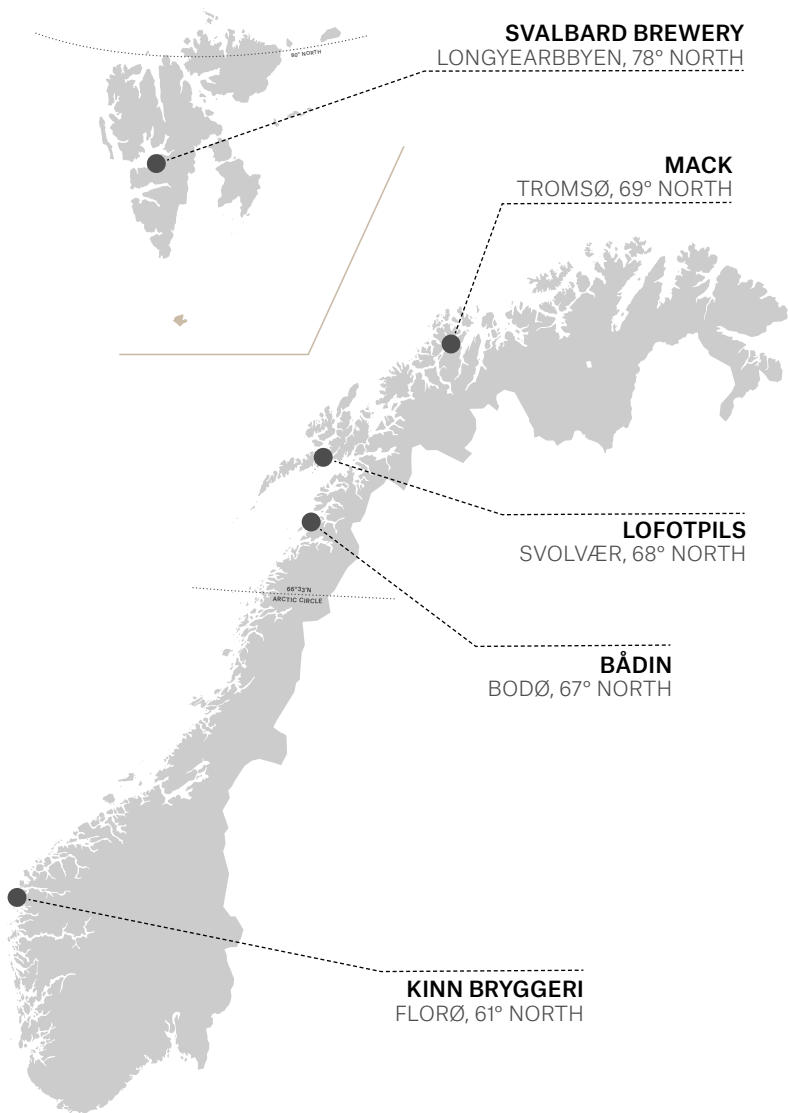 SVALBARD BREWERY
LONGYEARBBYEN, 78° NORTH
80° NORTH
MACK
TROMSØ, 69° NORTH
LOFOTPILS
SVOLVÆR, 68° NORTH
66°33'N
ARCTIC CIRCLE
BÅDIN
BODØ, 67° NORTH
KINN BRYGGERI
FLORØ, 61° NORTH